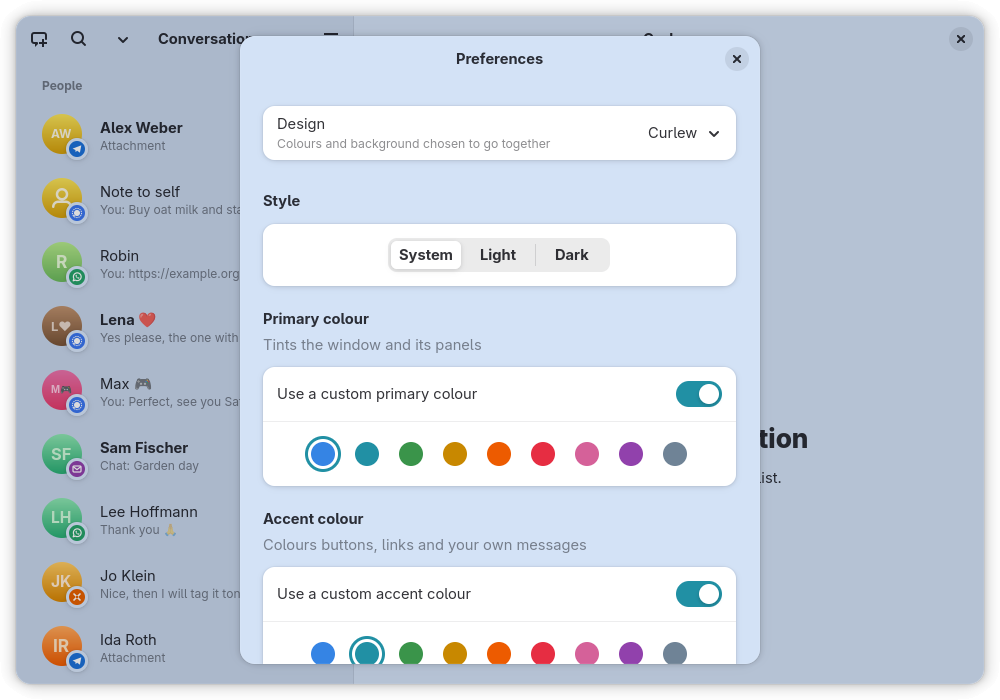 Conversation
Preferences
People
AW
Alex Weber
Attachment
Note to self
You: Buy oat milk and sta
R
Robin
You: https://example.org
L❤
Lena ❤️
Yes please, the one with
M🎮
Max 🎮
You: Perfect, see you Sa
SF
Sam Fischer
Chat: Garden day
LH
Lee Hoffmann
Thank you 🙏
JK
Jo Klein
Nice, then I will tag it ton
IR
Ida Roth
Attachment
Design
Colours and background chosen to go together
Curlew
Style
System
Light
Dark
Primary colour
Tints the window and its panels
Use a custom primary colour
Accent colour
Colours buttons, links and your own messages
Use a custom accent colour
tion
list.